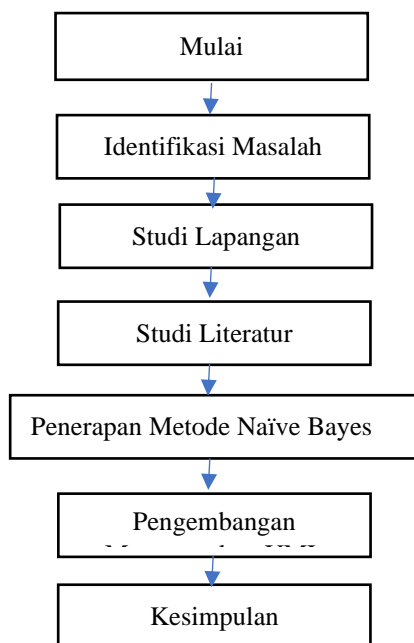 Mulai
Identifikasi Masalah
Studi Lapangan
Studi Literatur
Penerapan Metode Naïve Bayes
Pengembangan
Kesimpulan